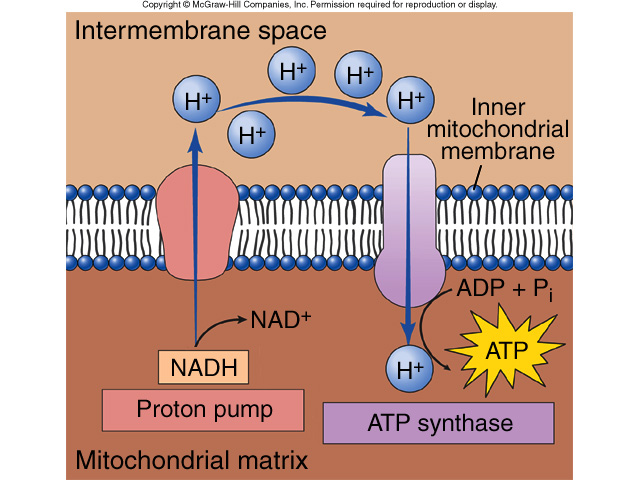 Copyright © McGraw-Hill Companies, Inc. Permission required for reproduction or display.
Intermembrane space
H+
H+
H+
H+
H+
Inner
mitochondrial
membrane
ADP + Pi
NAD+
ATP
NADH
H+
Proton pump
ATP synthase
Mitochondrial matrix